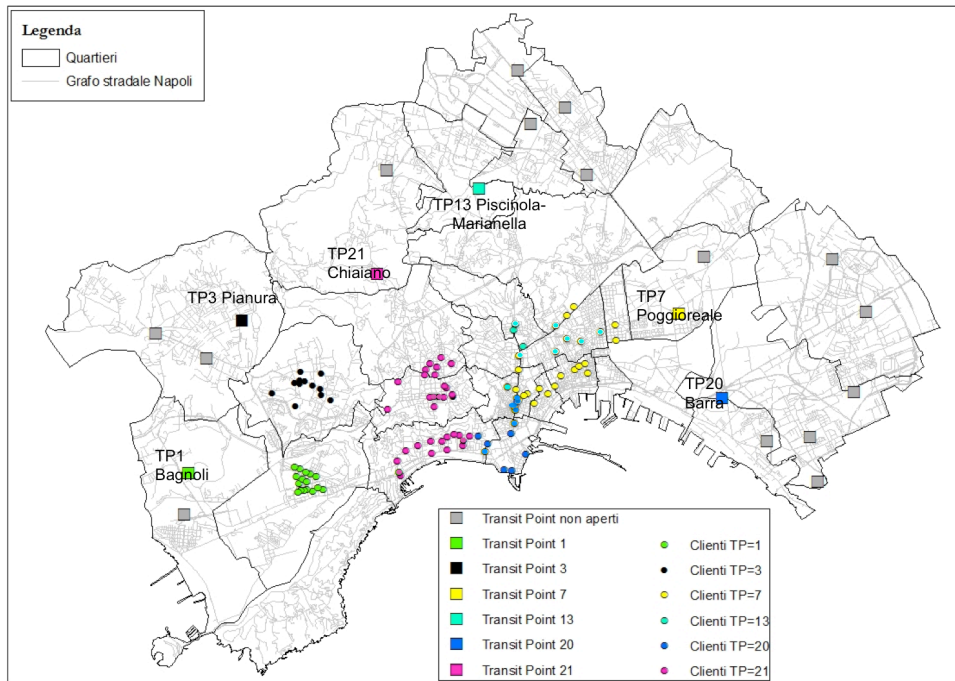 Legenda
Quartieri
Grafo stradale Napoli
TP13 Piscinola-
Marianella
TP21
Chiaiano
TP3 Pianura
TP7
Poggioreale
TP20
Barra
TP1
Bagnoli
Transit Point non aperti
Transit Point 1
Clienti TP=1
Transit Point 3
Clienti TP=3
Transit Point 7
Clienti TP=7
Transit Point 13
Clienti TP=13
Transit Point 20
Clienti TP=20
Transit Point 21
Clienti TP=21